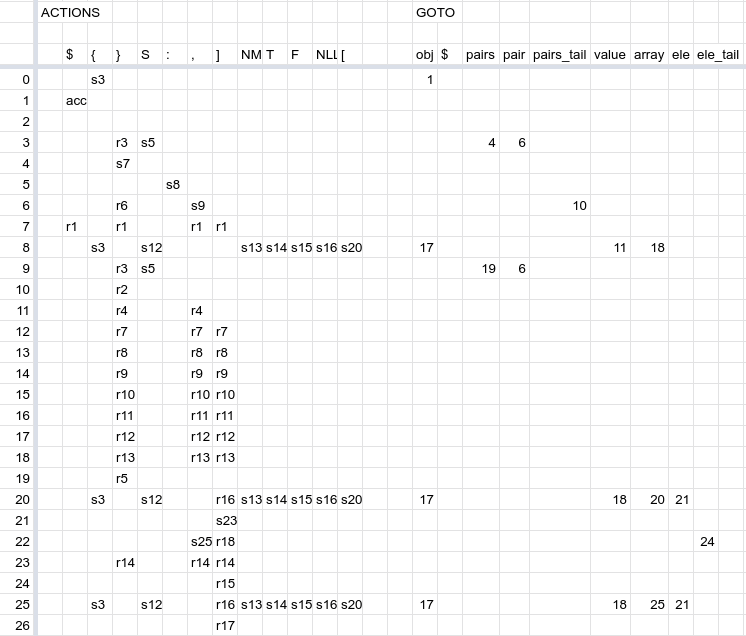 ACTIONS GOTO
$ { } S : , ] NM T F NLL [ obj $ pairs pair pairs_tail value array ele ele_tail
0 s3 1
1 acc
2
3 r3 s5 4 6
4 s7
5 s8
6 r6 s9 10
7 r1 r1 r1 r1
8 s3 s12 s13 s14 s15 s16 s20 17 11 18
9 r3 s5 19 6
10 r2
11 r4 r4
12 r7 r7 r7
13 r8 r8 r8
14 r9 r9 r9
15 r10 r10 r10
16 r11 r11 r11
17 r12 r12 r12
18 r13 r13 r13
19 r5
20 s3 s12 r16 s13 s14 s15 s16 s20 17 18 20 21
21 s23
22 s25 r18 24
23 r14 r14 r14
24 r15
25 s3 s12 r16 s13 s14 s15 s16 s20 17 18 25 21
26 r17